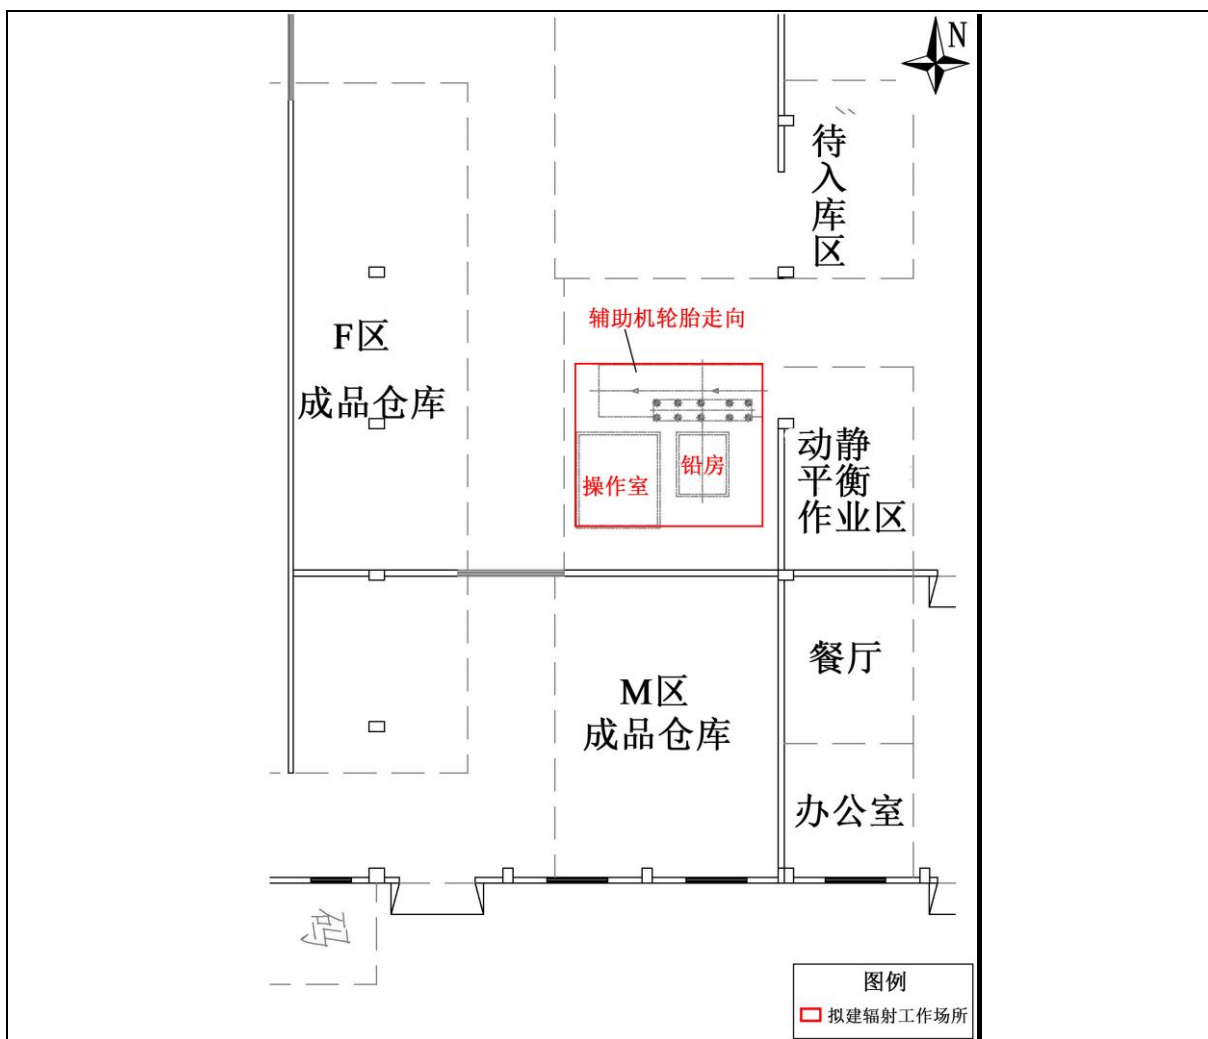 N
待
入
库
区
辅助机轮胎走向
F区
成品仓库
动静
平衡
作业区
铅房
操作室
M区
成品仓库
餐厅
办公室
码
图例
拟建辐射工作场所